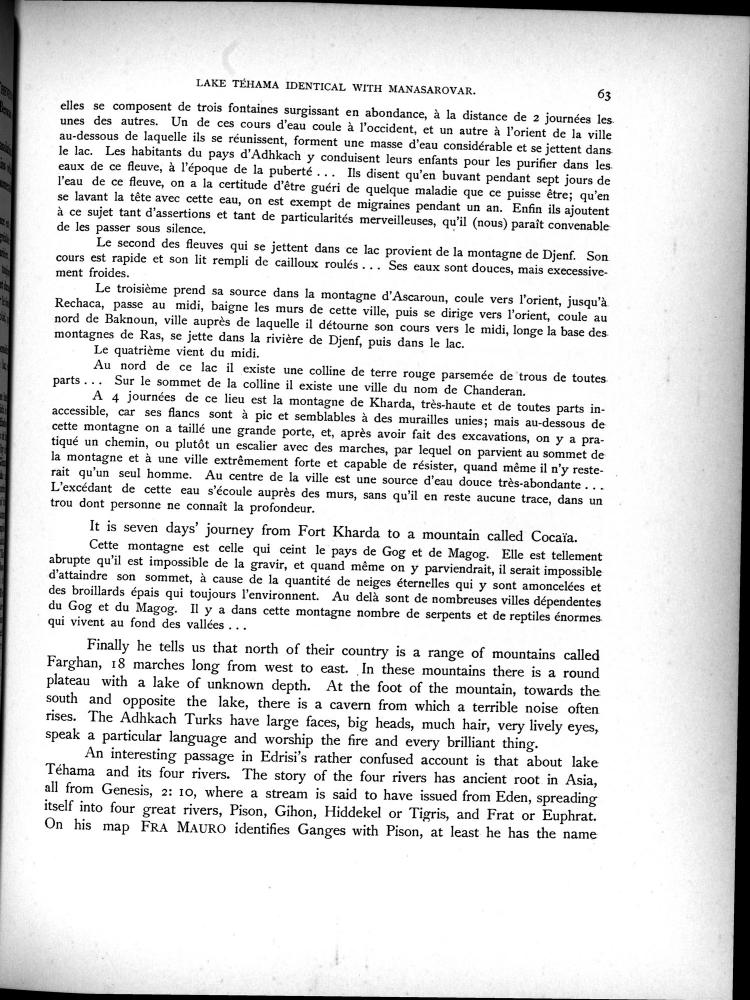 LAKE TÉHAMA IDENTICAL WITH MANASAROVAR. 63
elles se composent de trois fontaines surgissant en abondance, à la distance de 2 journées les
unes des autres. Un de ces cours d'eau coule à l'occident, et un autre à l'orient de la ville
au-dessous de laquelle ils se réunissent, forment une masse d'eau considérable et se jettent dans
le lac. Les habitants du pays d'Adhkach y conduisent leurs enfants pour les purifier dans les
eaux de ce fleuve, à l'époque de la puberté . . . Ils disent qu'en buvant pendant sept jours de
l'eau de ce fleuve, on a la certitude d'être guéri de quelque maladie que ce puisse être; qu'en
se lavant la tête avec cette eau, on est exempt de migraines pendant un an. Enfin ils ajoutent
à ce sujet tant d'assertions et tant de particularités merveilleuses, qu'il (nous) paraît convenable
de les passer sous silence.
Le second des fleuves qui se jettent dans ce lac provient de la montagne de Djenf. Son
cours est rapide et son lit rempli de cailloux roulés . . . Ses eaux sont douces, mais execessive-
ment froides.
Le troisième prend sa source dans la montagne d'Ascaroun, coule vers l'orient, jusqu'à
Rechaca, passe au midi, baigne les murs de cette ville, puis se dirige vers l'orient, coule au
nord de Baknoun, ville auprès de laquelle il détourne son cours vers le midi, longe la base des
montagnes de Ras, se jette dans la rivière de Djenf, puis dans le lac.
Le quatrième vient du midi.
Au nord de ce lac il existe une colline de terre rouge parsemée de trous de toutes
parts . . . Sur le sommet de la colline il existe une ville du nom de Chanderan.
A 4 journées de ce lieu est la montagne de Kharda, très-haute et de toutes parts in-
accessible, car ses flancs sont à pic et semblables à des murailles unies; mais au-dessous de
cette montagne on a taillé une grande porte, et, après avoir fait des excavations, on y a pra-
tiqué un chemin, ou plutôt un escalier avec des marches, par lequel on parvient au sommet de
la montagne et à une ville extrêmement forte et capable de résister, quand même il n'y reste-
rait qu'un seul homme. Au centre de la ville est une source d'eau douce très-abondante . . .
L'excédant de cette eau s'écoule auprès des murs, sans qu'il en reste aucune trace, dans un
trou dont personne ne connaît la profondeur.
It is seven days' journey from Fort Kharda to a mountain called Cocaïa.
Cette montagne est celle qui ceint le pays de Gog et de Magog. Elle est tellement
abrupte qu'il est impossible de la gravir, et quand même on y parviendrait, il serait impossible
d'attaindre son sommet, à cause de la quantité de neiges éternelles qui y sont amoncelées et
des broillards épais qui toujours l'environnent. Au delà sont de nombreuses villes dépendentes
du Gog et du Magog. Il y a dans cette montagne nombre de serpents et de reptiles énormes
qui vivent au fond des vallées . . .
Finally he tells us that north of their country is a range of mountains called
Farghan, 18 marches long from west to east. In these mountains there is a round
plateau with a lake of unknown depth. At the foot of the mountain, towards the
south and opposite the lake, there is a cavern from which a terrible noise often
rises. The Adhkach Turks have large faces, big heads, much hair, very lively eyes,
speak a particular language and worship the fire and every brilliant thing.
An interesting passage in Edrisi's rather confused account is that about lake
Téhama and its four rivers. The story of the four rivers has ancient root in Asia,
all from Genesis, 2: 10, where a stream is said to have issued from Eden, spreading
itself into four great rivers, Pison, Gihon, Hiddekel or Tigris, and Frat or Euphrat.
On his map FRA MAURO identifies Ganges with Pison, at least he has the name